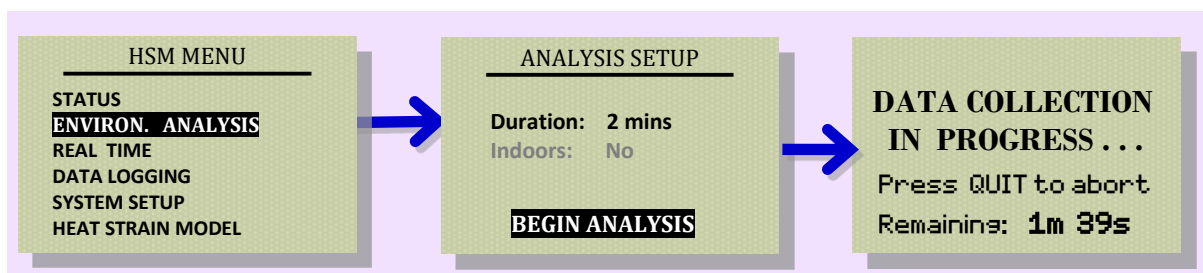 HSM MENU
STATUS
ENVIRON. ANALYSIS
REAL TIME
DATA LOGGING
SYSTEM SETUP
HEAT STRAIN MODEL
ANALYSIS SETUP
Duration: 2 mins
Indoors: No
BEGIN ANALYSIS
DATA COLLECTION
IN PROGRESS . . .
Press QUIT to abort
Remaining: 1m 39s